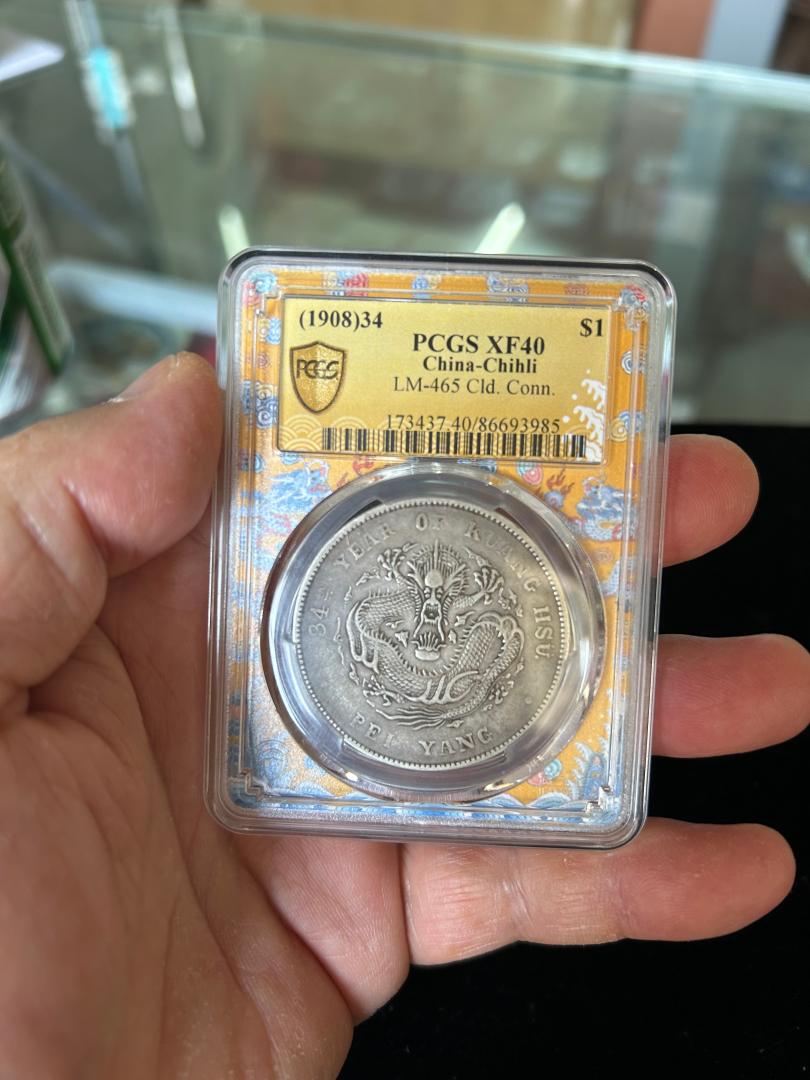 (1908)34 $1
PCGS XF40
China-Chihli
LM-465 Cld. Conn.
PCGS
173437.40/86693985
34TH YEAR OF KUANG HSU
PEI YANG